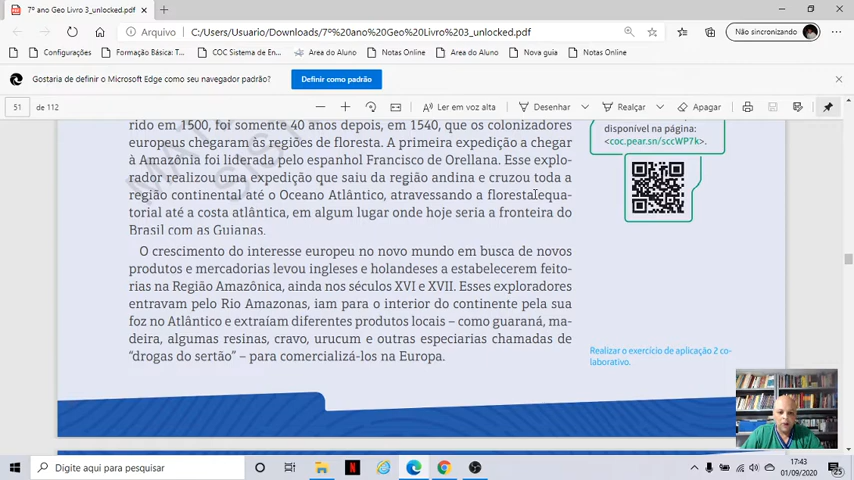 7º ano Geo Livro 3_unlocked.pdf
Arquivo
C:/Users/Usuario/Downloads/7º%20ano%20Geo%20Livro%203_unlocked.pdf
Não sincronizando
Configurações
Formação Básica: T...
COC Sistema de En...
Area do Aluno
Notas Online
Area do Aluno
Nova guia
Notas Online
Gostaria de definir o Microsoft Edge como seu navegador padrão?
Definir como padrão
51 de 112
Ler em voz alta
Desenhar
Realçar
Apagar
rido em 1500, foi somente 40 anos depois, em 1540, que os colonizadores
europeus chegaram às regiões de floresta. A primeira expedição a chegar
à Amazônia foi liderada pelo espanhol Francisco de Orellana. Esse explo-
rador realizou uma expedição que saiu da região andina e cruzou toda a
região continental até o Oceano Atlântico, atravessando a floresta equa-
torial até a costa atlântica, em algum lugar onde hoje seria a fronteira do
Brasil com as Guianas.
O crescimento do interesse europeu no novo mundo em busca de novos
produtos e mercadorias levou ingleses e holandeses a estabelecerem feito-
rias na Região Amazônica, ainda nos séculos XVI e XVII. Esses exploradores
entravam pelo Rio Amazonas, iam para o interior do continente pela sua
foz no Atlântico e extraíam diferentes produtos locais – como guaraná, ma-
deira, algumas resinas, cravo, urucum e outras especiarias chamadas de
“drogas do sertão” – para comercializá-los na Europa.
disponível na página:
<coc.pear.sn/sccWP7k>.
Realizar o exercício de aplicação 2 co-
laborativo.
Digite aqui para pesquisar
17:43
01/09/2020
25